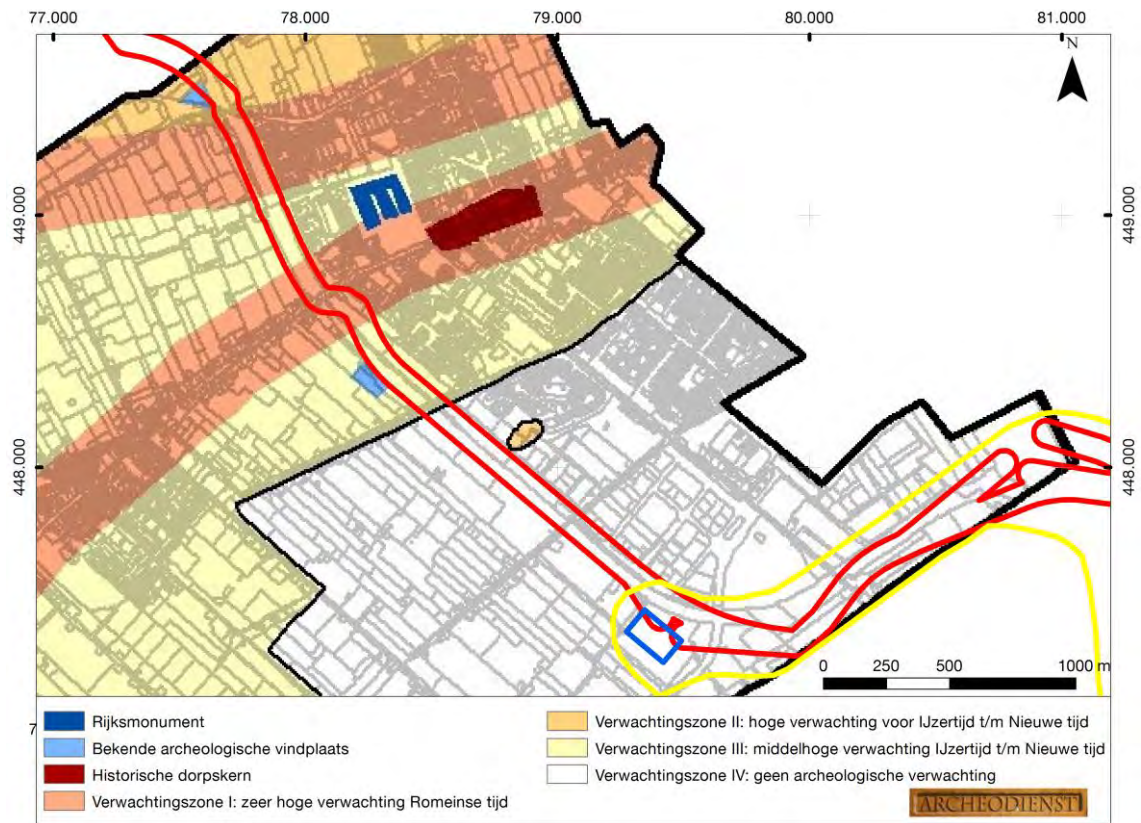 77.000 78.000 79.000 80.000 81.000
N
449.000 449.000
448.000 448.000
0 250 500 1000 m
7
Rijksmonument
Bekende archeologische vindplaats
Historische dorpskern
Verwachtingszone I: zeer hoge verwachting Romeinse tijd
Verwachtingszone II: hoge verwachting voor IJzertijd t/m Nieuwe tijd
Verwachtingszone III: middelhoge verwachting IJzertijd t/m Nieuwe tijd
Verwachtingszone IV: geen archeologische verwachting
ARCHEODIENST